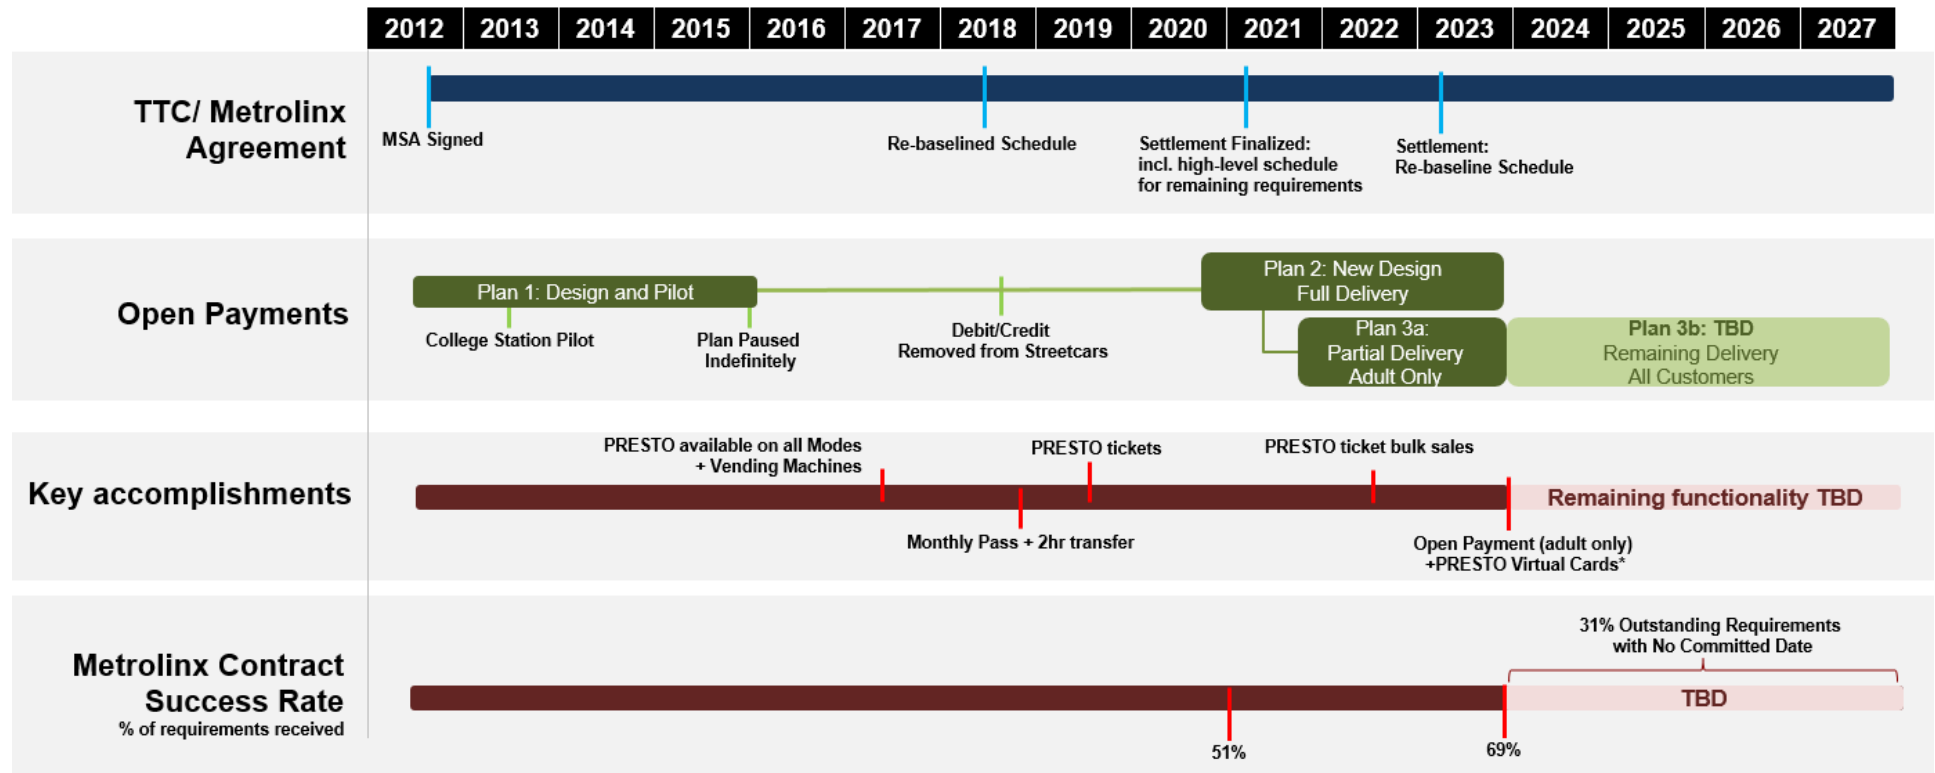 2012 2013 2014 2015 2016 2017 2018 2019 2020 2021 2022 2023 2024 2025 2026 2027
TTC/ Metrolinx
Agreement
MSA Signed
Re-baselined Schedule
Settlement Finalized:
incl. high-level schedule
for remaining requirements
Settlement:
Re-baseline Schedule
Open Payments
Plan 1: Design and Pilot
College Station Pilot
Plan Paused
Indefinitely
Debit/Credit
Removed from Streetcars
Plan 2: New Design
Full Delivery
Plan 3a:
Partial Delivery
Adult Only
Plan 3b: TBD
Remaining Delivery
All Customers
Key accomplishments
PRESTO available on all Modes
+ Vending Machines
Monthly Pass + 2hr transfer
PRESTO tickets
PRESTO ticket bulk sales
Open Payment (adult only)
+PRESTO Virtual Cards*
Remaining functionality TBD
Metrolinx Contract
Success Rate
% of requirements received
51%
69%
31% Outstanding Requirements
with No Committed Date
TBD